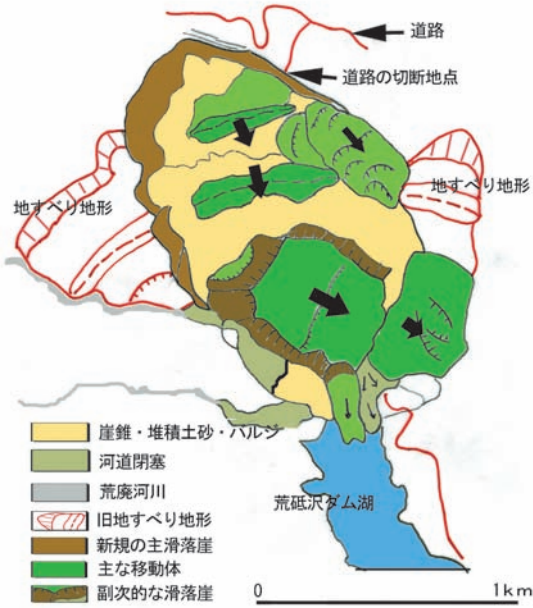 道路
道路の切断地点
地すべり地形
地すべり地形
荒砥沢ダム湖
崖錐・堆積土砂・バルジ
河道閉塞
荒廃河川
旧地すべり地形
新規の主滑落崖
主な移動体
副次的な滑落崖
0 1km